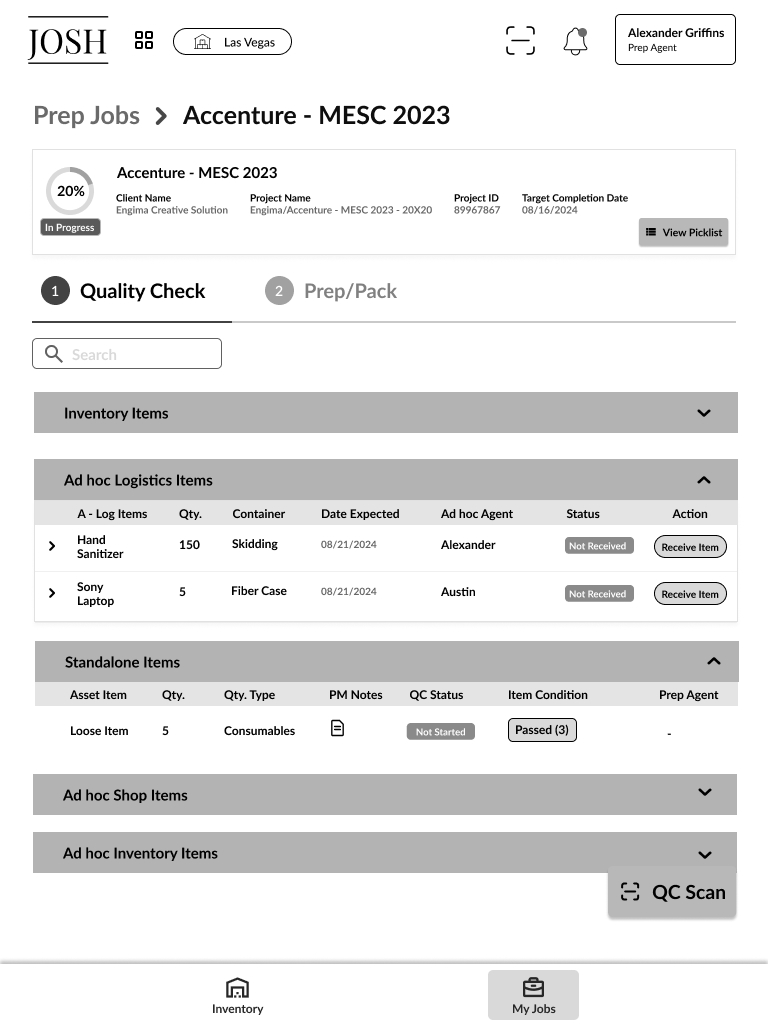 JOSH
Las Vegas
Alexander Griffins
Prep Agent
Prep Jobs
Accenture - MESC 2023
20%
In Progress
Accenture - MESC 2023
Client Name
Engima Creative Solution
Project Name
Engima/Accenture - MESC 2023 - 20X20
Project ID
89967867
Target Completion Date
08/16/2024
View Picklist
1 Quality Check
2 Prep/Pack
Search
Inventory Items
Ad hoc Logistics Items
A - Log Items Qty. Container Date Expected Ad hoc Agent Status Action
Hand
Sanitizer
150 Skidding 08/21/2024 Alexander Not Received Receive Item
Sony
Laptop
5 Fiber Case 08/21/2024 Austin Not Received Receive Item
Standalone Items
Asset Item Qty. Qty. Type PM Notes QC Status Item Condition Prep Agent
Loose Item 5 Consumables Not Started Passed (3) -
Ad hoc Shop Items
Ad hoc Inventory Items
QC Scan
Inventory
My Jobs